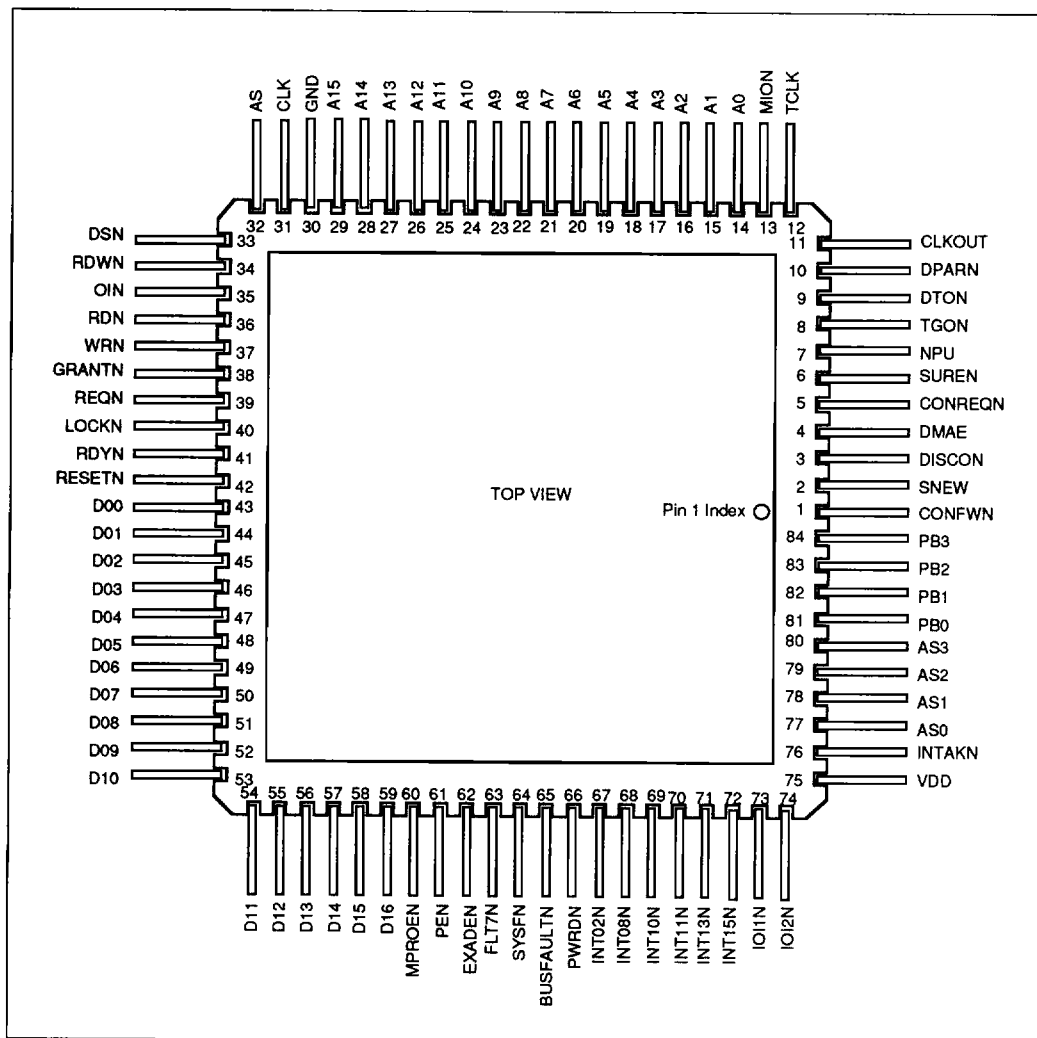 AS CLK GND A15 A14 A13 A12 A11 A10 A9 A8 A7 A6 A5 A4 A3 A2 A1 A0 MION TCLK
32 31 30 29 28 27 26 25 24 23 22 21 20 19 18 17 16 15 14 13 12
DSN 33
RDWN 34
OIN 35
RDN 36
WRN 37
GRANTN 38
REQN 39
LOCKN 40
RDYN 41
RESETN 42
D00 43
D01 44
D02 45
D03 46
D04 47
D05 48
D06 49
D07 50
D08 51
D09 52
D10 53
TOP VIEW
Pin 1 Index
11 CLKOUT
10 DPARN
9 DTON
8 TGON
7 NPU
6 SUREN
5 CONREQN
4 DMAE
3 DISCON
2 SNEW
1 CONFWN
84 PB3
83 PB2
82 PB1
81 PB0
80 AS3
79 AS2
78 AS1
77 AS0
76 INTAKN
75 VDD
54 55 56 57 58 59 60 61 62 63 64 65 66 67 68 69 70 71 72 73 74
D11 D12 D13 D14 D15 D16 MPROEN PEN EXADEN FLT7N SYSFN BUSFAULTN PWRDN INT02N INT08N INT10N INT11N INT13N INT15N IOI1N IOI2N